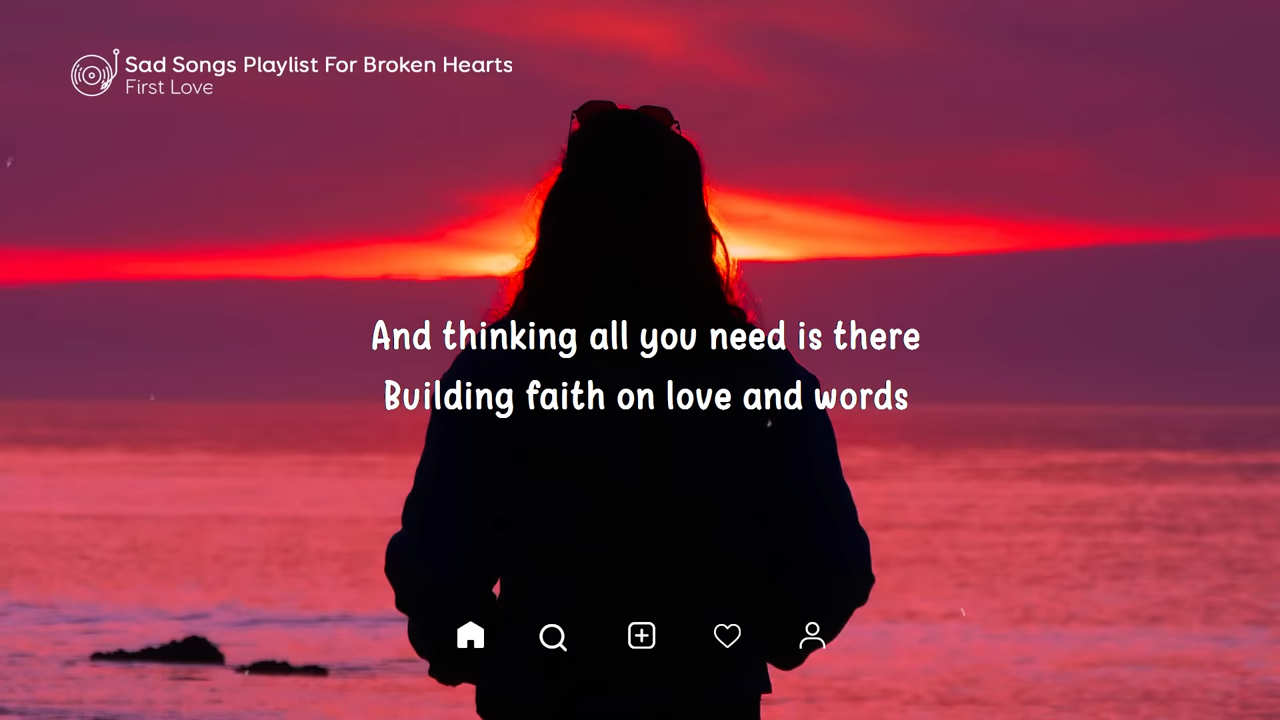 Sad Songs Playlist For Broken Hearts
First Love
And thinking all you need is there
Building faith on love and words